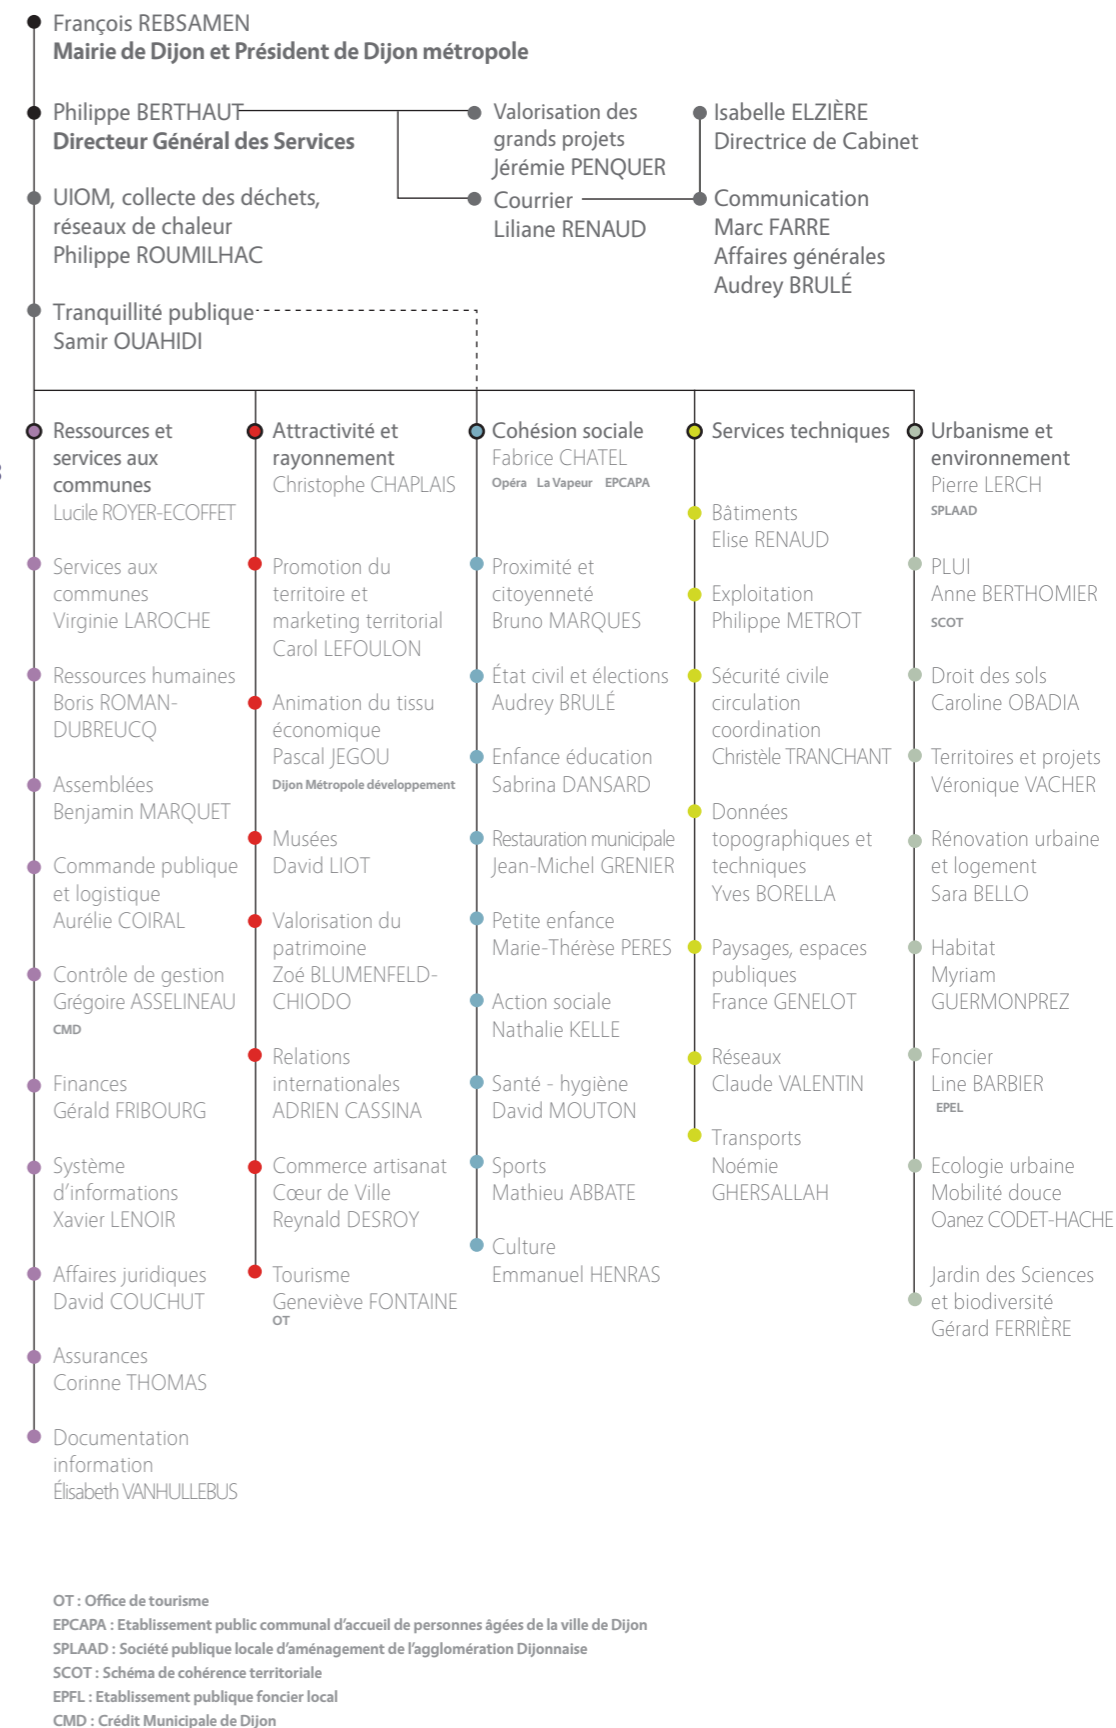 François REBSAMEN
Mairie de Dijon et Président de Dijon métropole
Philippe BERTHAUT
Directeur Général des Services
Valorisation des
grands projets
Jérémie PENQUER
Courrier
Liliane RENAUD
Isabelle ELZIÈRE
Directrice de Cabinet
Communication
Marc FARRE
Affaires générales
Audrey BRULÉ
UIOM, collecte des déchets,
réseaux de chaleur
Philippe ROUMILHAC
Tranquillité publique
Samir OUAHIDI
Ressources et
services aux
communes
Lucile ROYER-ECOFFET
Services aux
communes
Virginie LAROCHE
Ressources humaines
Boris ROMAN-
DUBREUCQ
Assemblées
Benjamin MARQUET
Commande publique
et logistique
Aurélie COIRAL
Contrôle de gestion
Grégoire ASSELINEAU
CMD
Finances
Gérald FRIBOURG
Système
d'informations
Xavier LENOIR
Affaires juridiques
David COUCHUT
Assurances
Corinne THOMAS
Documentation
information
Élisabeth VANHULLEBUS
Attractivité et
rayonnement
Christophe CHAPLAIS
Promotion du
territoire et
marketing territorial
Carol LEFOULON
Animation du tissu
économique
Pascal JEGOU
Dijon Métropole développement
Musées
David LIOT
Valorisation du
patrimoine
Zoé BLUMENFELD-
CHIODO
Relations
internationales
ADRIEN CASSINA
Commerce artisanat
Cœur de Ville
Reynald DESROY
Tourisme
Geneviève FONTAINE
OT
Cohésion sociale
Fabrice CHATEL
Opéra La Vapeur EPCAPA
Proximité et
citoyenneté
Bruno MARQUES
État civil et élections
Audrey BRULÉ
Enfance éducation
Sabrina DANSARD
Restauration municipale
Jean-Michel GRENIER
Petite enfance
Marie-Thérèse PERES
Action sociale
Nathalie KELLE
Santé - hygiène
David MOUTON
Sports
Mathieu ABBATE
Culture
Emmanuel HENRAS
Services techniques
Bâtiments
Elise RENAUD
Exploitation
Philippe METROT
Sécurité civile
circulation
coordination
Christèle TRANCHANT
Données
topographiques et
techniques
Yves BORELLA
Paysages, espaces
publiques
France GENELOT
Réseaux
Claude VALENTIN
Transports
Noémie
GHERSALLAH
Urbanisme et
environnement
Pierre LERCH
SPLAAD
PLUI
Anne BERTHOMIER
SCOT
Droit des sols
Caroline OBADIA
Territoires et projets
Véronique VACHER
Rénovation urbaine
et logement
Sara BELLO
Habitat
Myriam
GUERMONPREZ
Foncier
Line BARBIER
EPEL
Ecologie urbaine
Mobilité douce
Oanez CODET-HACHE
Jardin des Sciences
et biodiversité
Gérard FERRIÈRE
OT : Office de tourisme
EPCAPA : Etablissement public communal d'accueil de personnes âgées de la ville de Dijon
SPLAAD : Société publique locale d'aménagement de l'agglomération Dijonnaise
SCOT : Schéma de cohérence territoriale
EPFL : Etablissement publique foncier local
CMD : Crédit Municipale de Dijon